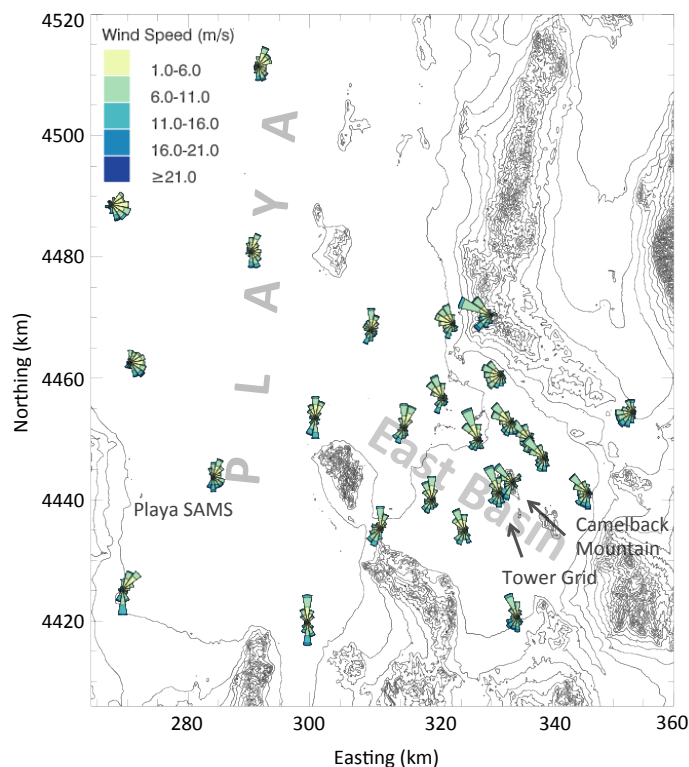 4520
Wind Speed (m/s)
1.0-6.0
6.0-11.0
11.0-16.0
16.0-21.0
≥21.0
4500
4480
4460
4440
4420
Northing (km)
PLAYA
East Basin
Playa SAMS
Camelback
Mountain
Tower Grid
280
300
320
340
360
Easting (km)